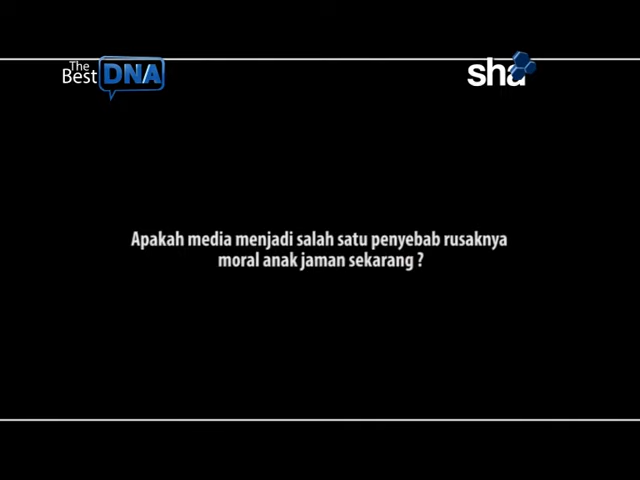 The
Best DNA
sha
Apakah media menjadi salah satu penyebab rusaknya
moral anak jaman sekarang ?